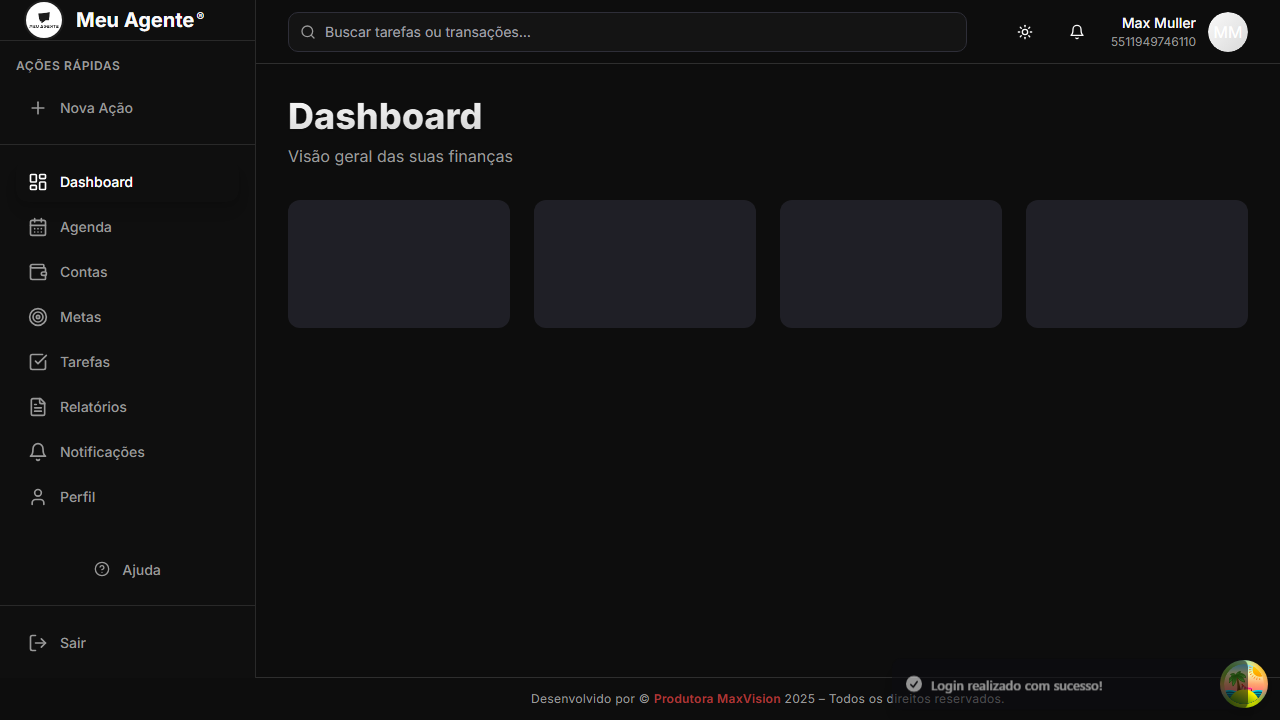 Meu Agente®
Buscar tarefas ou transações...
Max Muller
5511949746110
MM
AÇÕES RÁPIDAS
Nova Ação
Dashboard
Agenda
Contas
Metas
Tarefas
Relatórios
Notificações
Perfil
Ajuda
Sair
Dashboard
Visão geral das suas finanças
Login realizado com sucesso!
Desenvolvido por © Produtora MaxVision 2025 – Todos os direitos reservados.